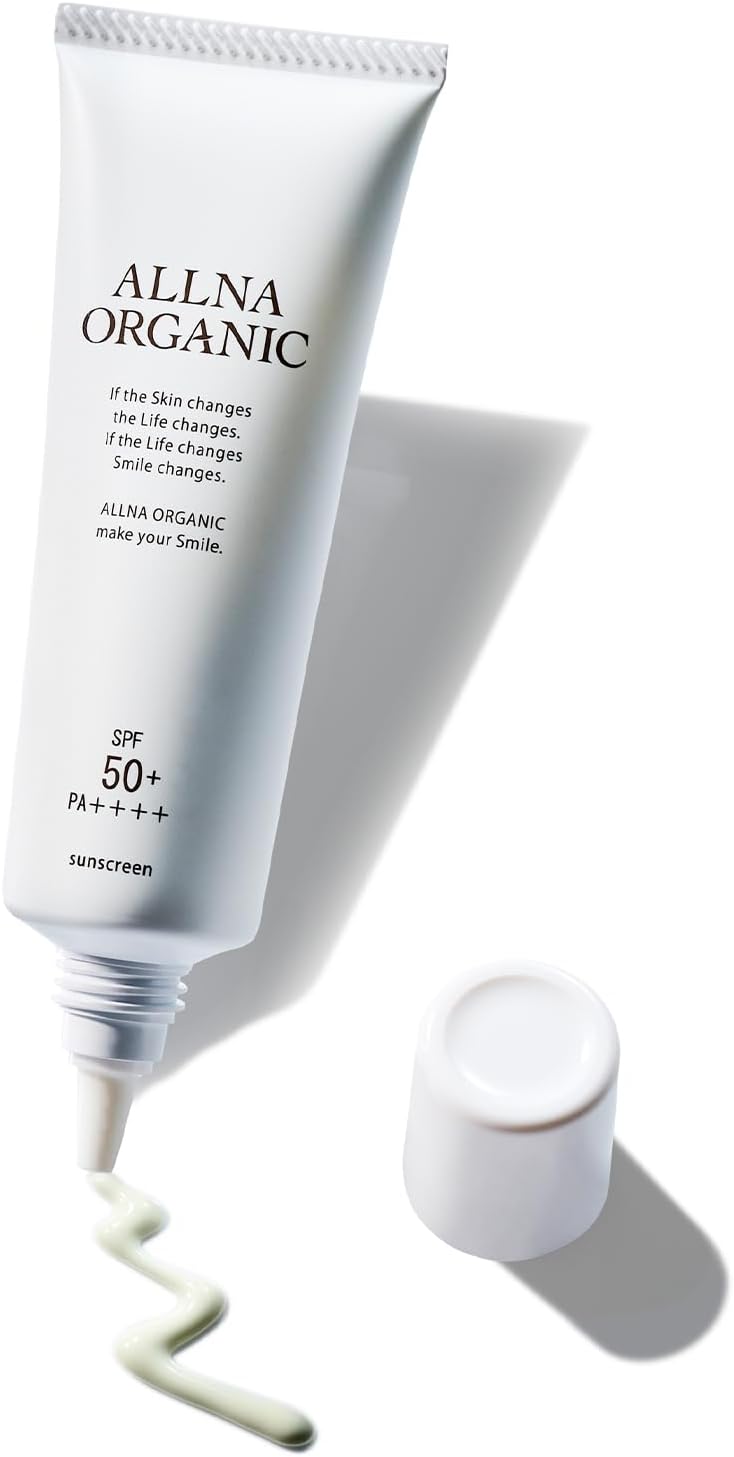 ALLNA
ORGANIC
If the Skin changes
the Life changes.
If the Life changes
Smile changes.
ALLNA ORGANIC
make your Smile.
SPF
50+
PA++++
sunscreen